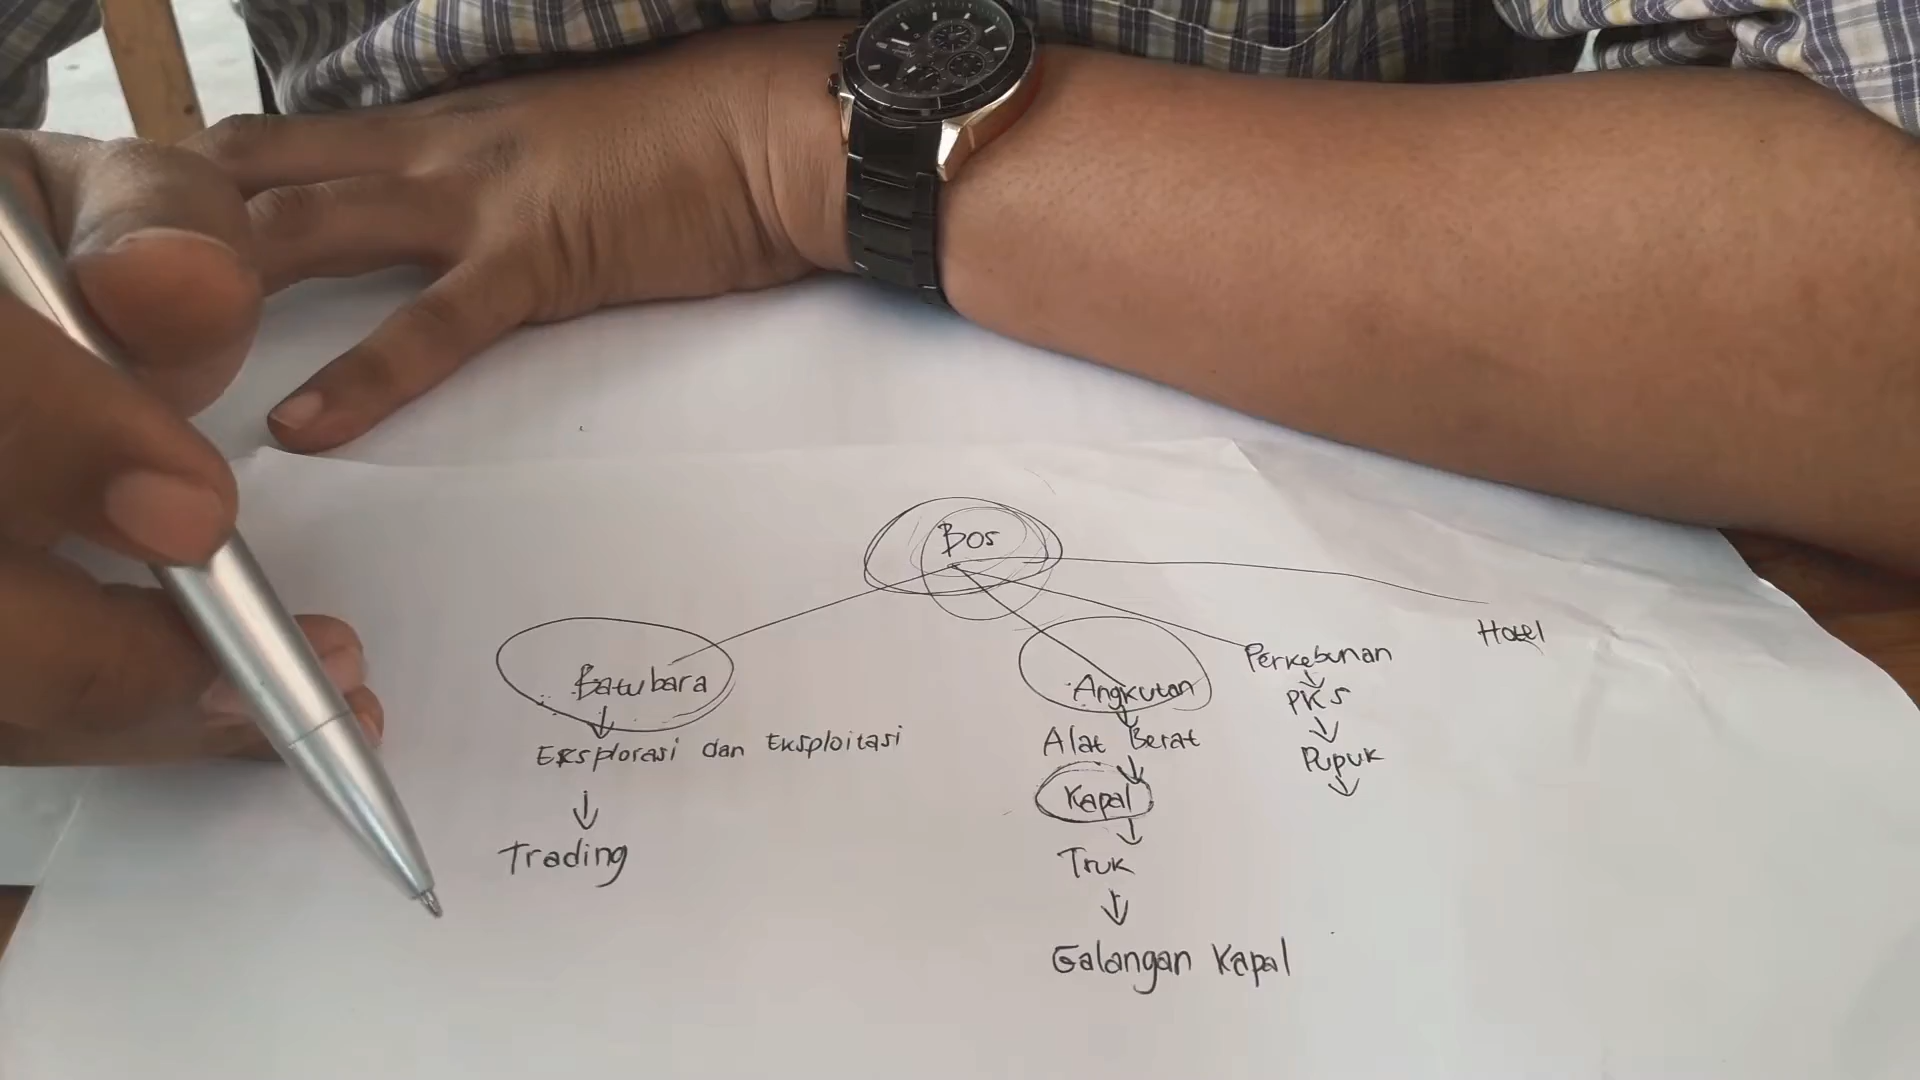 Bos
Hotel
Batubara
Eksplorasi dan Eksploitasi
Trading
Angkutan
Alat Berat
Kapal
Truk
Galangan Kapal
Perkebunan
PKS
Pupuk